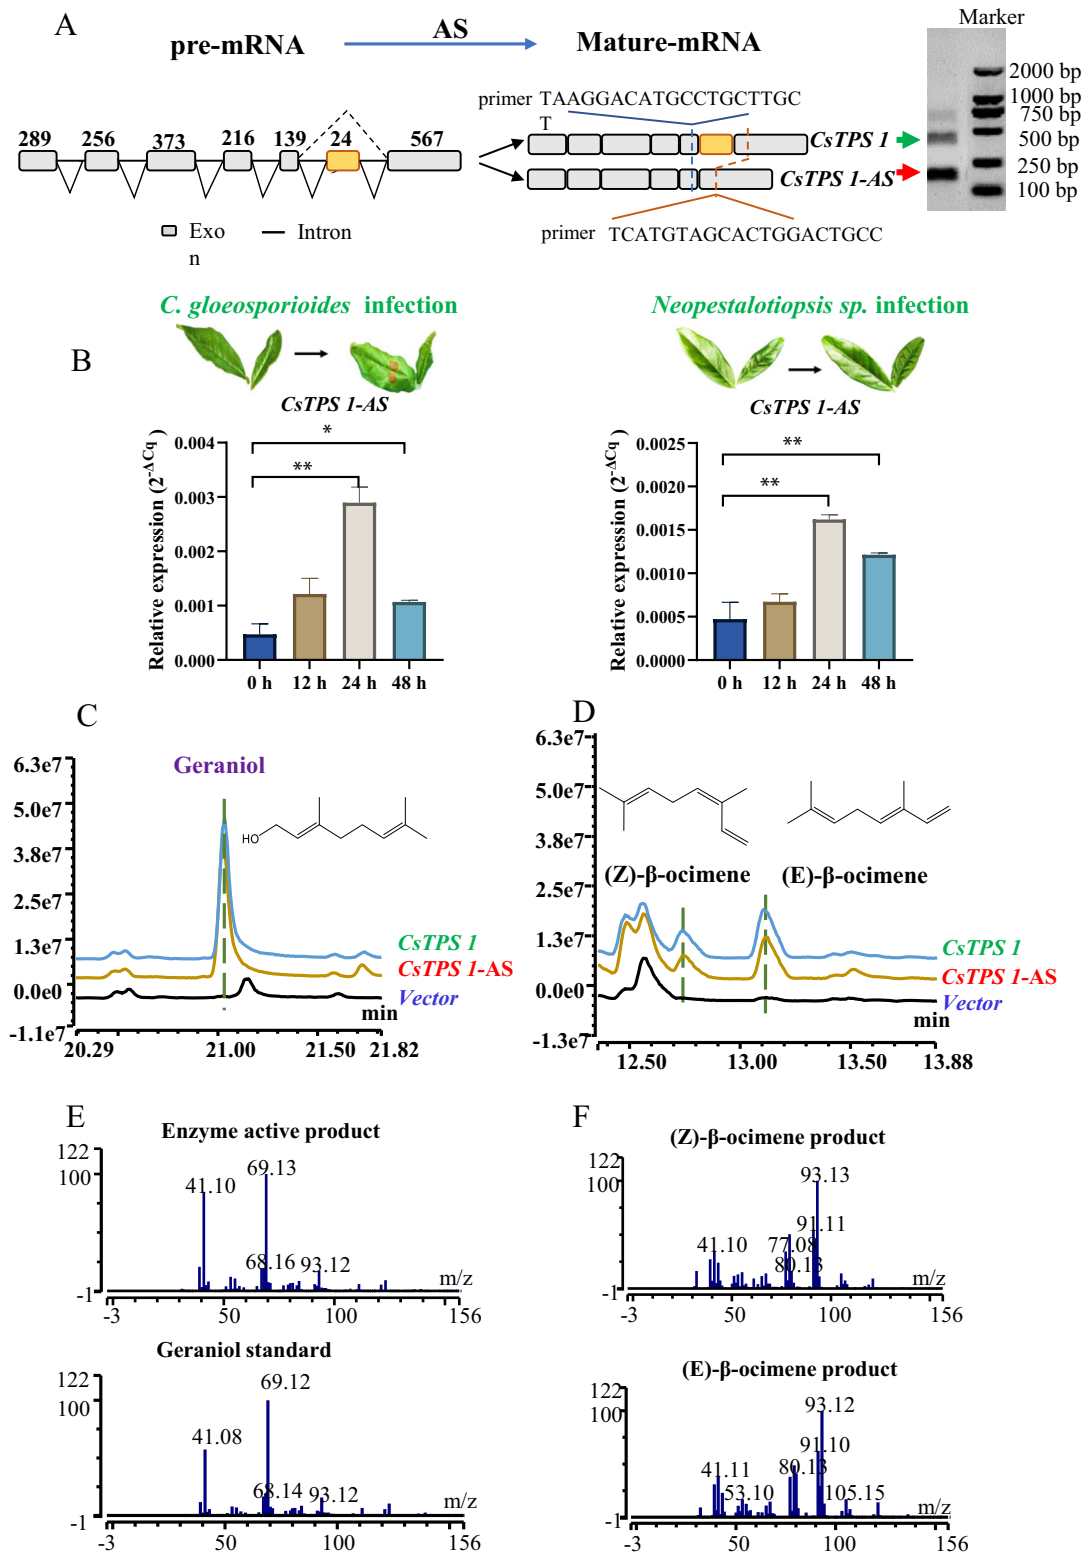 A
pre-mRNA
AS
Mature-mRNA
Marker
289
256
373
216
139
24
567
primer TAAGGACATGCCTGCTTGC
T
CsTPS 1
CsTPS 1-AS
primer TCATGTAGCACTGGACTGCC
2000 bp
1000 bp
750 bp
500 bp
250 bp
100 bp
Exo
n
Intron
B
C. gloeosporioides infection
CsTPS 1-AS
Relative expression (2-ΔCq )
0.004
0.003
0.002
0.001
0.000
*
**
0 h
12 h
24 h
48 h
Neopestalotiopsis sp. infection
CsTPS 1-AS
Relative expression (2-ΔCq )
0.0025
0.0020
0.0015
0.0010
0.0005
0.0000
**
**
0 h
12 h
24 h
48 h
C
6.3e7
5.0e7
3.8e7
2.5e7
1.3e7
0.0e0
-1.1e7
Geraniol
HO
CsTPS 1
CsTPS 1-AS
Vector
min
20.29
21.00
21.50
21.82
D
6.3e7
5.0e7
3.8e7
2.5e7
1.3e7
0.0e0
-1.3e7
(Z)-β-ocimene
(E)-β-ocimene
CsTPS 1
CsTPS 1-AS
Vector
min
12.50
13.00
13.50
13.88
E
Enzyme active product
122
100
-1
41.10
69.13
68.16
93.12
m/z
-3
50
100
156
Geraniol standard
122
100
-1
41.08
69.12
68.14
93.12
m/z
-3
50
100
156
F
(Z)-β-ocimene product
122
100
-1
41.10
77.08
80.13
91.11
93.13
m/z
-3
50
100
156
(E)-β-ocimene product
122
100
-1
41.11
53.10
80.13
91.10
93.12
105.15
m/z
-3
50
100
156